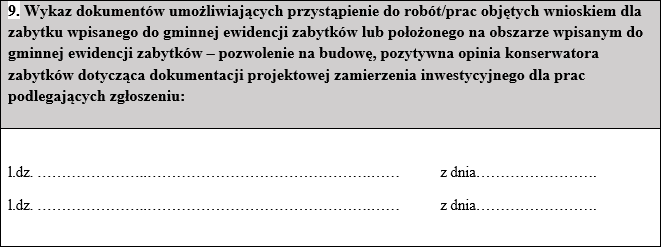 9. Wykaz dokumentów umożliwiających przystąpienie do robót/prac objętych wnioskiem dla
zabytku wpisanego do gminnej ewidencji zabytków lub położonego na obszarze wpisanym do
gminnej ewidencji zabytków – pozwolenie na budowę, pozytywna opinia konserwatora
zabytków dotycząca dokumentacji projektowej zamierzenia inwestycyjnego dla prac
podlegających zgłoszeniu:
l.dz. …………………..……………………………………….…… z dnia…………………….
l.dz. …………………..……………………………………….…… z dnia…………………….